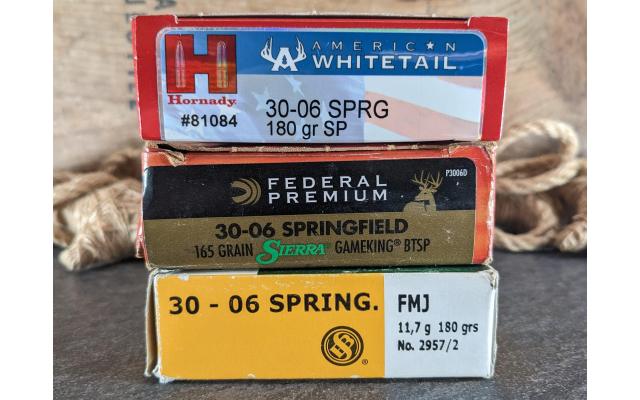 AMERICAN
WHITETAIL
Hornady
#81084
30-06 SPRG
180 gr SP
FEDERAL
PREMIUM
P3006D
30-06 SPRINGFIELD
165 GRAIN SIERRA GAMEKING® BTSP
30 - 06 SPRING.
FMJ
11,7 g 180 grs
No. 2957/2
®